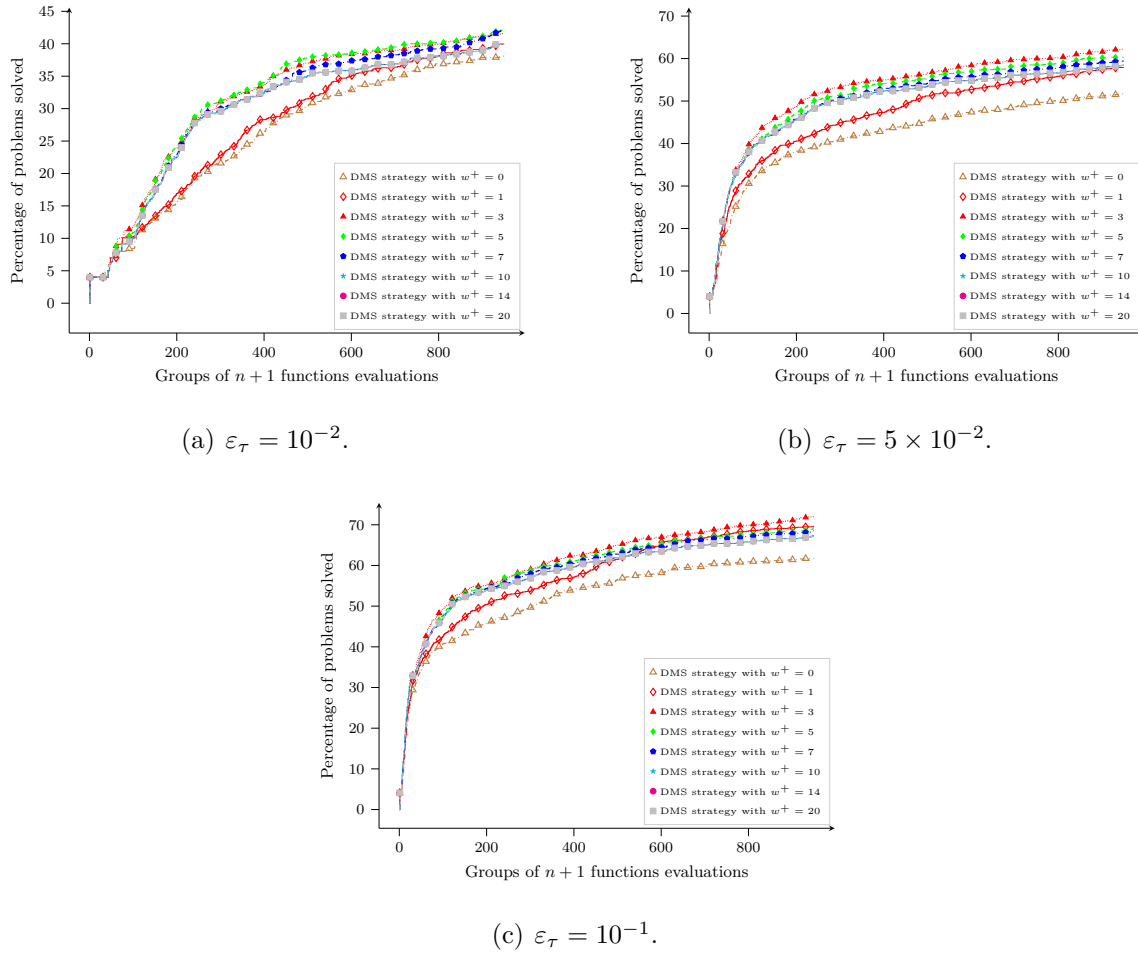 45
40
35
30
25
20
15
10
5
0
Percentage of problems solved
DMS strategy with w⁺ = 0
DMS strategy with w⁺ = 1
DMS strategy with w⁺ = 3
DMS strategy with w⁺ = 5
DMS strategy with w⁺ = 7
DMS strategy with w⁺ = 10
DMS strategy with w⁺ = 14
DMS strategy with w⁺ = 20
0 200 400 600 800
Groups of n + 1 functions evaluations
(a) ε_τ = 10⁻².
70
60
50
40
30
20
10
0
Percentage of problems solved
DMS strategy with w⁺ = 0
DMS strategy with w⁺ = 1
DMS strategy with w⁺ = 3
DMS strategy with w⁺ = 5
DMS strategy with w⁺ = 7
DMS strategy with w⁺ = 10
DMS strategy with w⁺ = 14
DMS strategy with w⁺ = 20
0 200 400 600 800
Groups of n + 1 functions evaluations
(b) ε_τ = 5 × 10⁻².
70
60
50
40
30
20
10
0
Percentage of problems solved
DMS strategy with w⁺ = 0
DMS strategy with w⁺ = 1
DMS strategy with w⁺ = 3
DMS strategy with w⁺ = 5
DMS strategy with w⁺ = 7
DMS strategy with w⁺ = 10
DMS strategy with w⁺ = 14
DMS strategy with w⁺ = 20
0 200 400 600 800
Groups of n + 1 functions evaluations
(c) ε_τ = 10⁻¹.